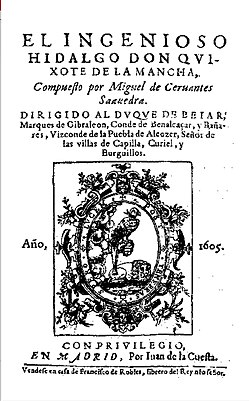 EL INGENIOSO
HIDALGO DON QVI-
XOTE DE LA MANCHA,
Compuesto por Miguel de Ceruantes
Saauedra.
DIRIGIDO AL DVQVE DE BEIAR,
Marques de Gibraleon, Conde de Benalcaçar, y Baña-
res, Vizconde de la Puebla de Alcozer, Señor de
las villas de Capilla, Curiel, y
Burguillos.
Año, 1605.
CON PRIVILEGIO,
EN MADRID, Por Iuan de la Cuesta.
Vendese en casa de Francisco de Robles, librero del Rey nro señor.